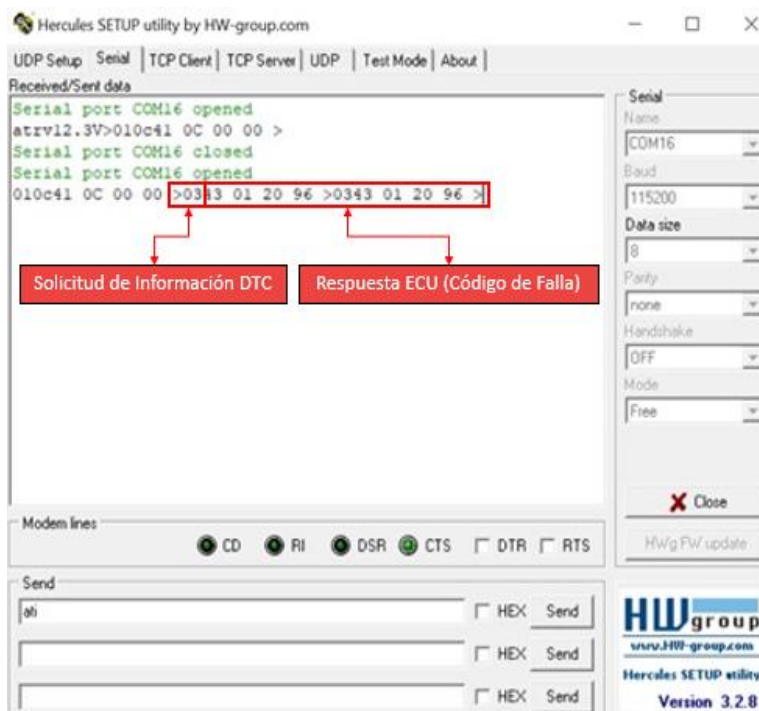 Hercules SETUP utility by HW-group.com
UDP Setup Serial TCP Client TCP Server UDP Test Mode About
Received/Sent data
Serial port COM16 opened
atrv12.3V>010c41 0C 00 00 >
Serial port COM16 closed
Serial port COM16 opened
010c41 0C 00 00 >0343 01 20 96 >0343 01 20 96 >
Solicitud de Información DTC
Respuesta ECU (Código de Falla)
Serial
Name
COM16
Baud
115200
Data size
8
Parity
none
Handshake
OFF
Mode
Free
Close
HWg FW update
Modem lines
CD RI DSR CTS DTR RTS
Send
ati HEX Send
HEX Send
HEX Send
HW group
www.HW-group.com
Hercules SETUP utility
Version 3.2.8